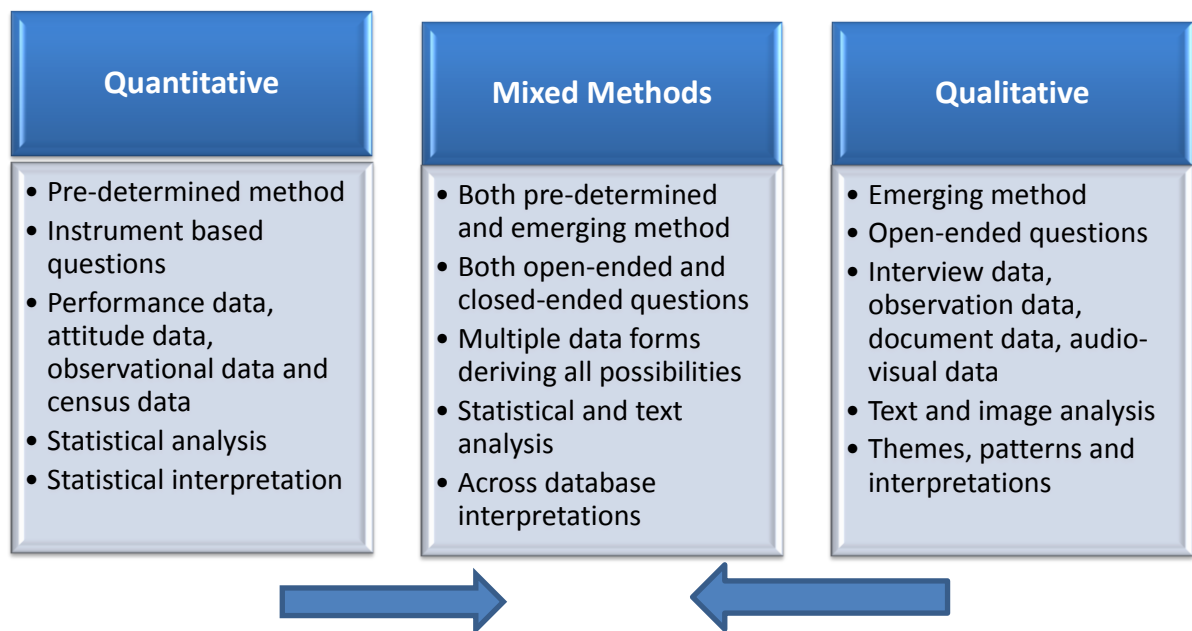 Quantitative
• Pre-determined method
• Instrument based
questions
• Performance data,
attitude data,
observational data and
census data
• Statistical analysis
• Statistical interpretation
Mixed Methods
• Both pre-determined
and emerging method
• Both open-ended and
closed-ended questions
• Multiple data forms
deriving all possibilities
• Statistical and text
analysis
• Across database
interpretations
Qualitative
• Emerging method
• Open-ended questions
• Interview data,
observation data,
document data, audio-
visual data
• Text and image analysis
• Themes, patterns and
interpretations